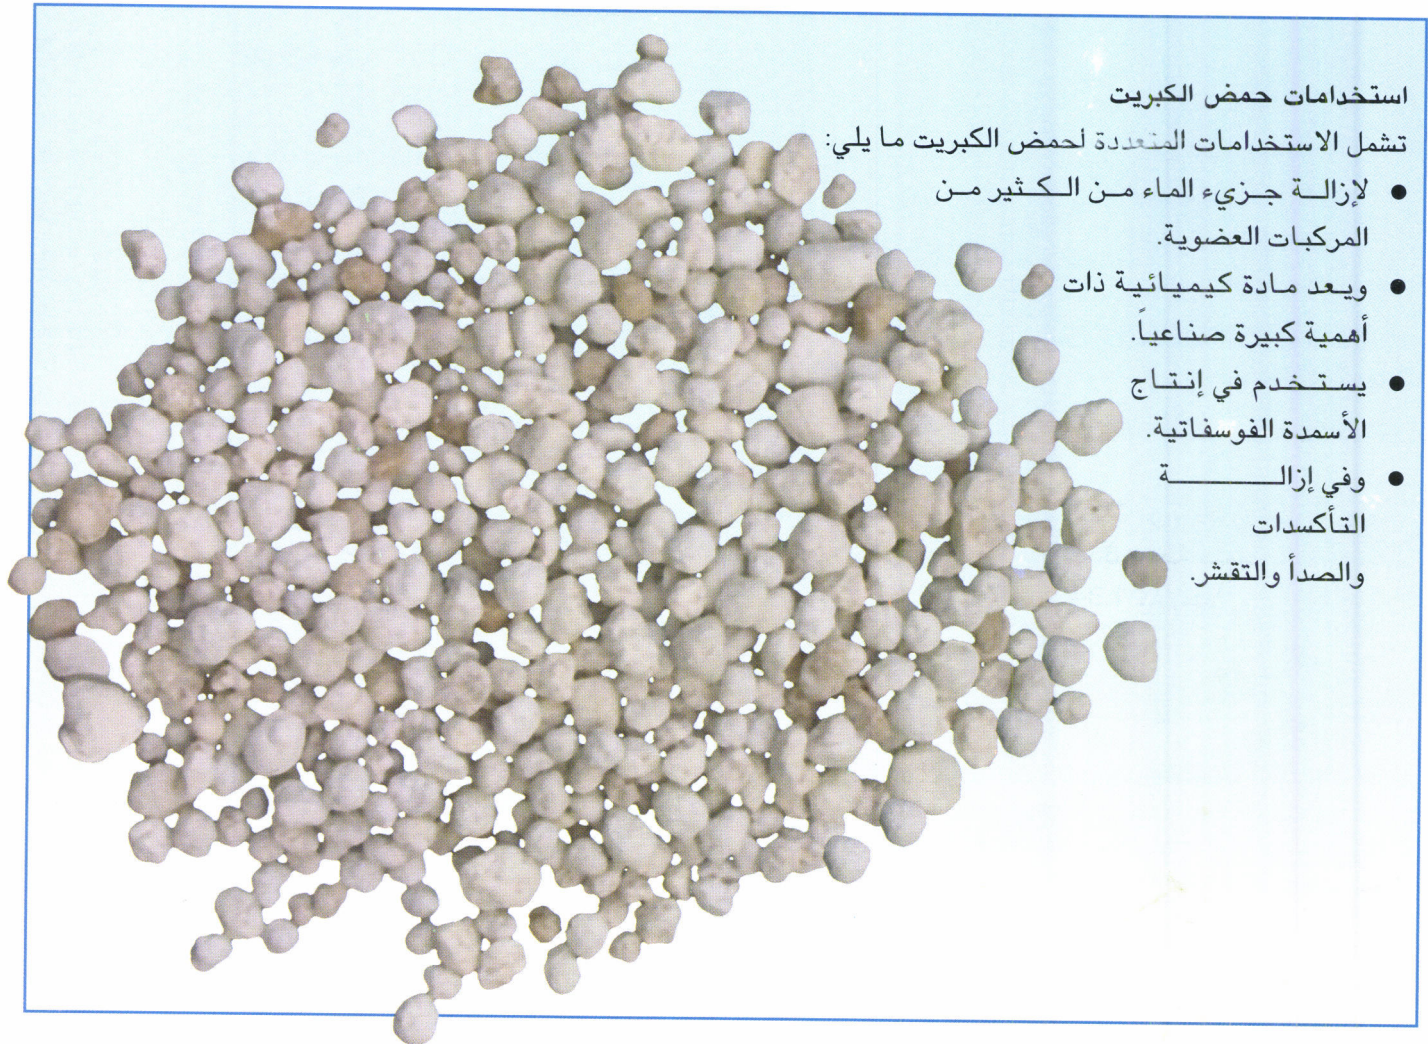 استخدامات حمض الكبريت
تشمل الاستخدامات المتعددة لحمض الكبريت ما يلي:
● لإزالة جزيء الماء من الكثير من
المركبات العضوية.
● ويعد مادة كيميائية ذات
أهمية كبيرة صناعياً.
● يستخدم في إنتاج
الأسمدة الفوسفاتية.
● وفي إزالة
التأكسدات
والصدأ والتقشر.